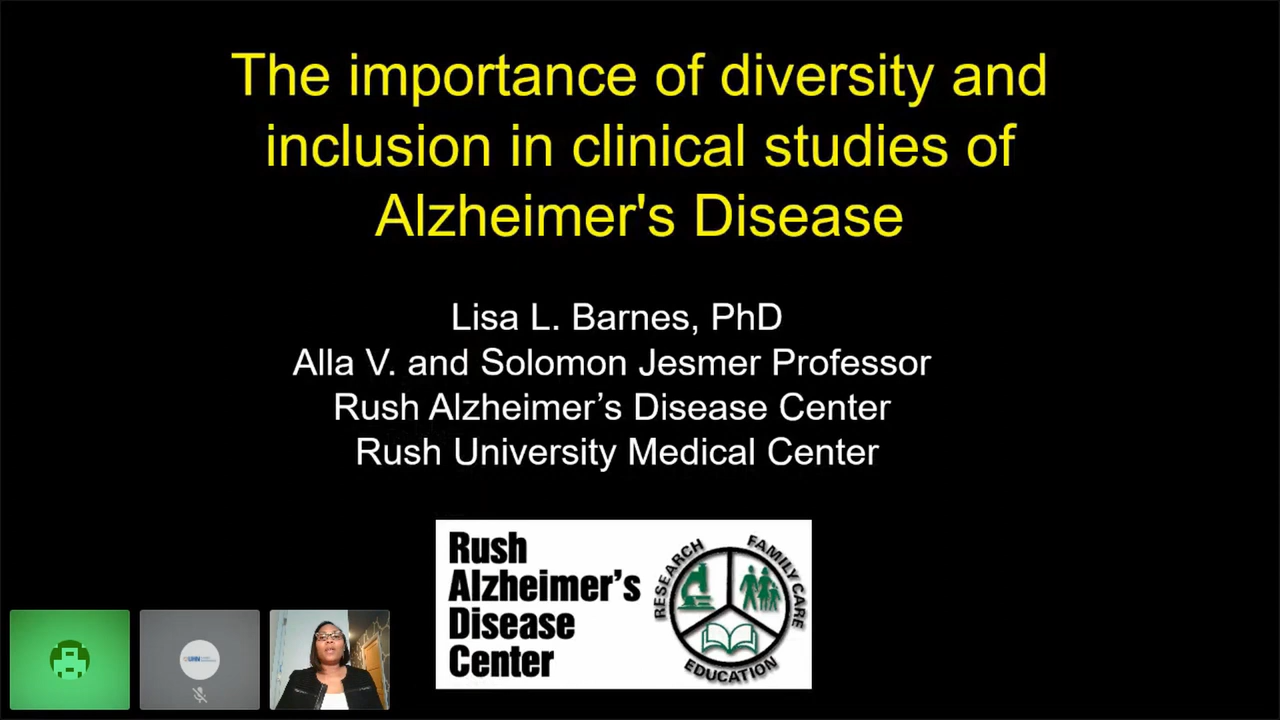 The importance of diversity and
inclusion in clinical studies of
Alzheimer's Disease
Lisa L. Barnes, PhD
Alla V. and Solomon Jesmer Professor
Rush Alzheimer’s Disease Center
Rush University Medical Center
Rush
Alzheimer’s
Disease
Center
RESEARCH
FAMILY CARE
EDUCATION